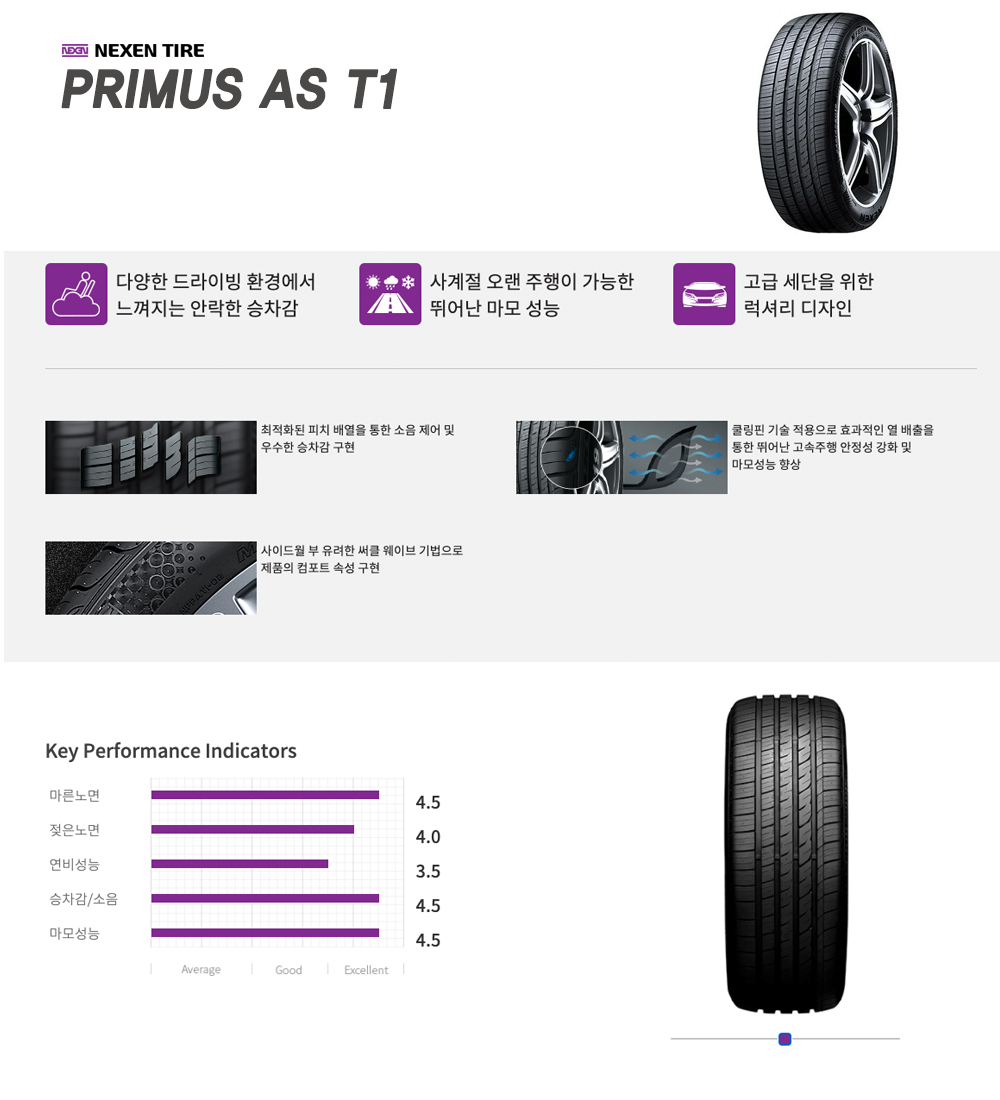 NEXEN NEXEN TIRE
PRIMUS AS T1
다양한 드라이빙 환경에서
느껴지는 안락한 승차감
사계절 오랜 주행이 가능한
뛰어난 마모 성능
고급 세단을 위한
럭셔리 디자인
최적화된 피치 배열을 통한 소음 제어 및
우수한 승차감 구현
쿨링핀 기술 적용으로 효과적인 열 배출을
통한 뛰어난 고속주행 안정성 강화 및
마모성능 향상
사이드월 부 유려한 써클 웨이브 기법으로
제품의 컴포트 속성 구현
Key Performance Indicators
마른노면 4.5
젖은노면 4.0
연비성능 3.5
승차감/소음 4.5
마모성능 4.5
Average Good Excellent